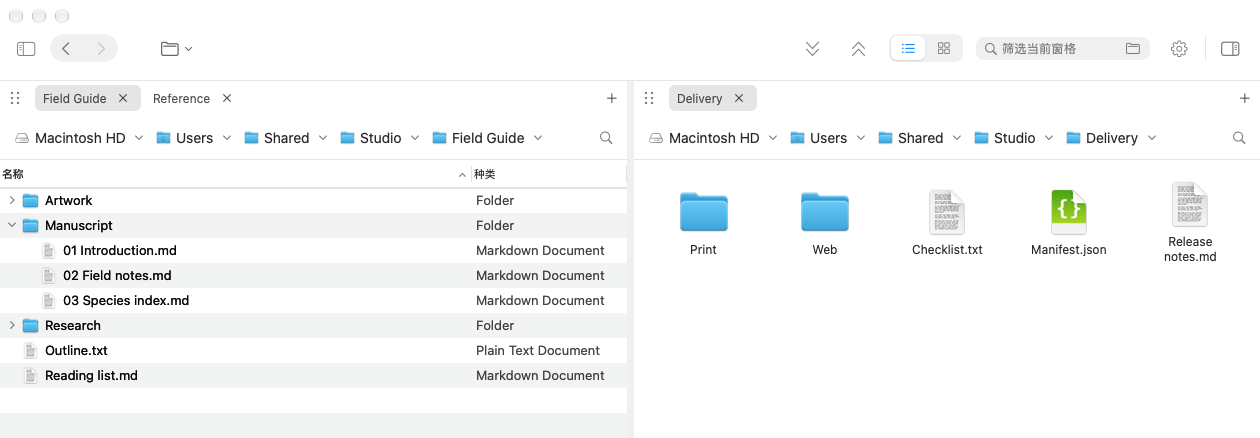 筛选当前窗格
Field Guide
Reference
Macintosh HD
Users
Shared
Studio
Field Guide
名称
种类
Artwork
Folder
Manuscript
Folder
01 Introduction.md
Markdown Document
02 Field notes.md
Markdown Document
03 Species index.md
Markdown Document
Research
Folder
Outline.txt
Plain Text Document
Reading list.md
Markdown Document
Delivery
Macintosh HD
Users
Shared
Studio
Delivery
Print
Web
Checklist.txt
Manifest.json
Release
notes.md